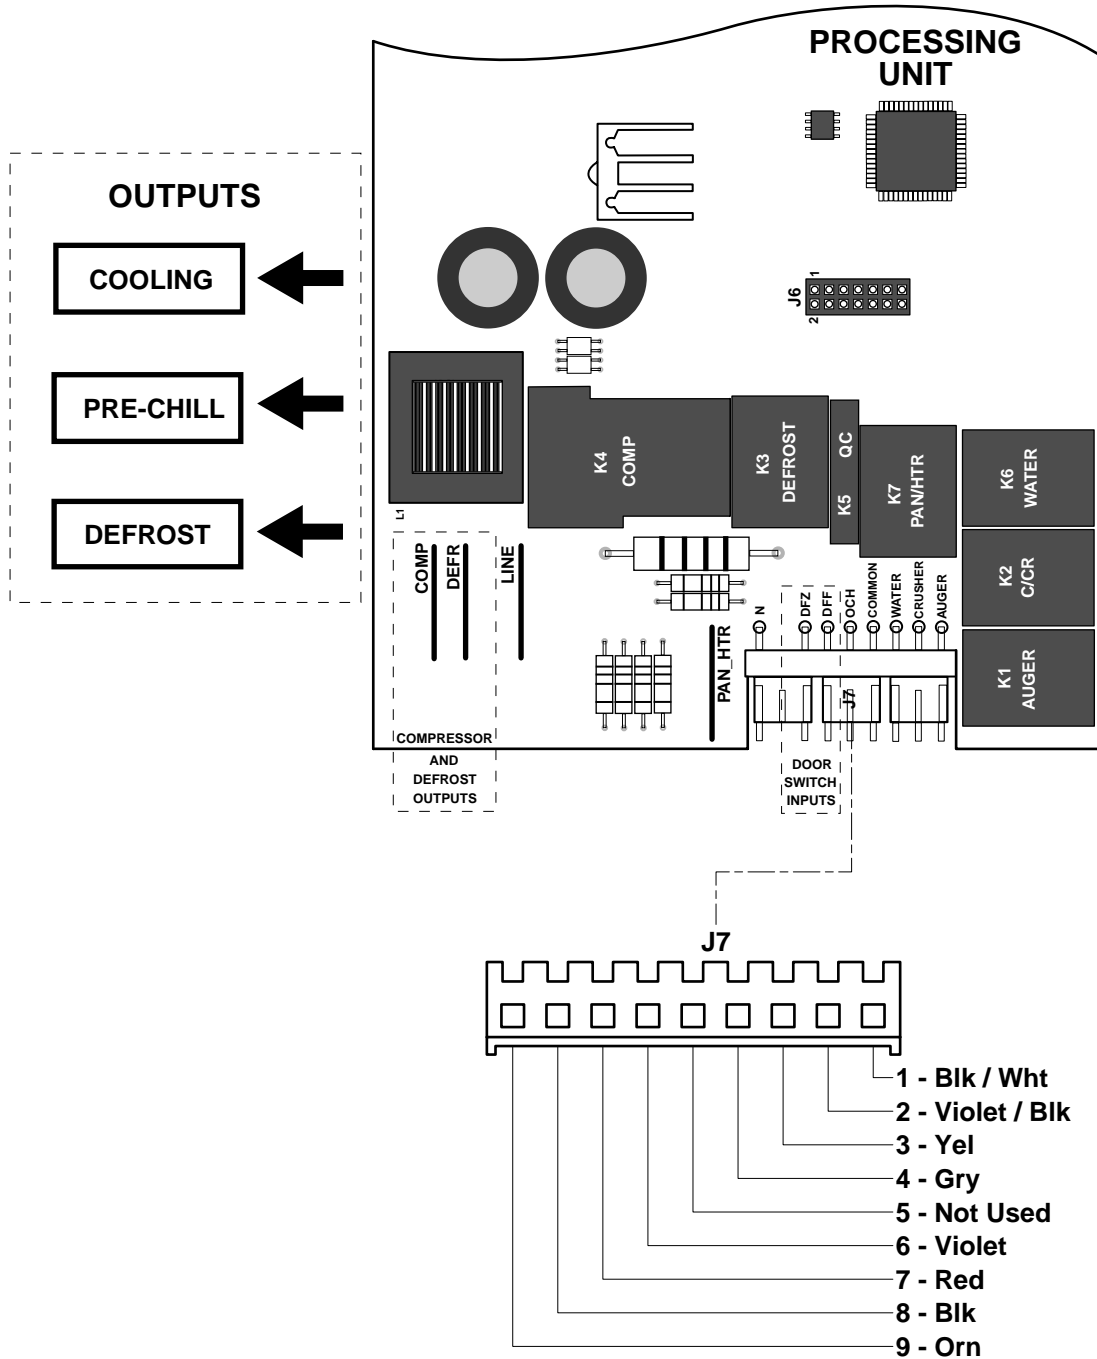 PROCESSING
UNIT
OUTPUTS
COOLING
PRE-CHILL
DEFROST
J6
1
2
L1
K4
COMP
K3
DEFROST
K5 QC
K7
PAN/HTR
K6
WATER
K2
C/CR
K1
AUGER
COMP
DEFR
LINE
PAN_HTR
N
DFZ
DFF
OCH
COMMON
WATER
CRUSHER
AUGER
J7
COMPRESSOR
AND
DEFROST
OUTPUTS
DOOR
SWITCH
INPUTS
J7
1 - Blk / Wht
2 - Violet / Blk
3 - Yel
4 - Gry
5 - Not Used
6 - Violet
7 - Red
8 - Blk
9 - Orn